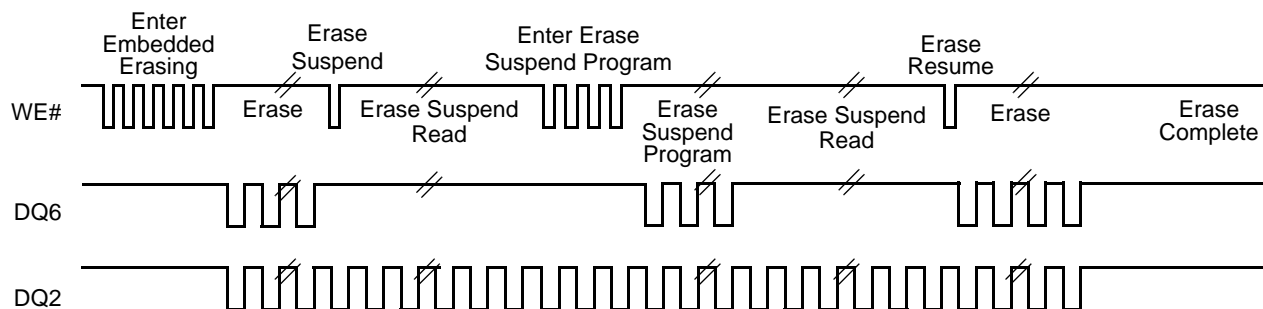 Enter
Embedded
Erasing
Erase
Suspend
Enter Erase
Suspend Program
Erase
Resume
WE#
Erase
Erase Suspend
Read
Erase
Suspend
Program
Erase Suspend
Read
Erase
Erase
Complete
DQ6
DQ2